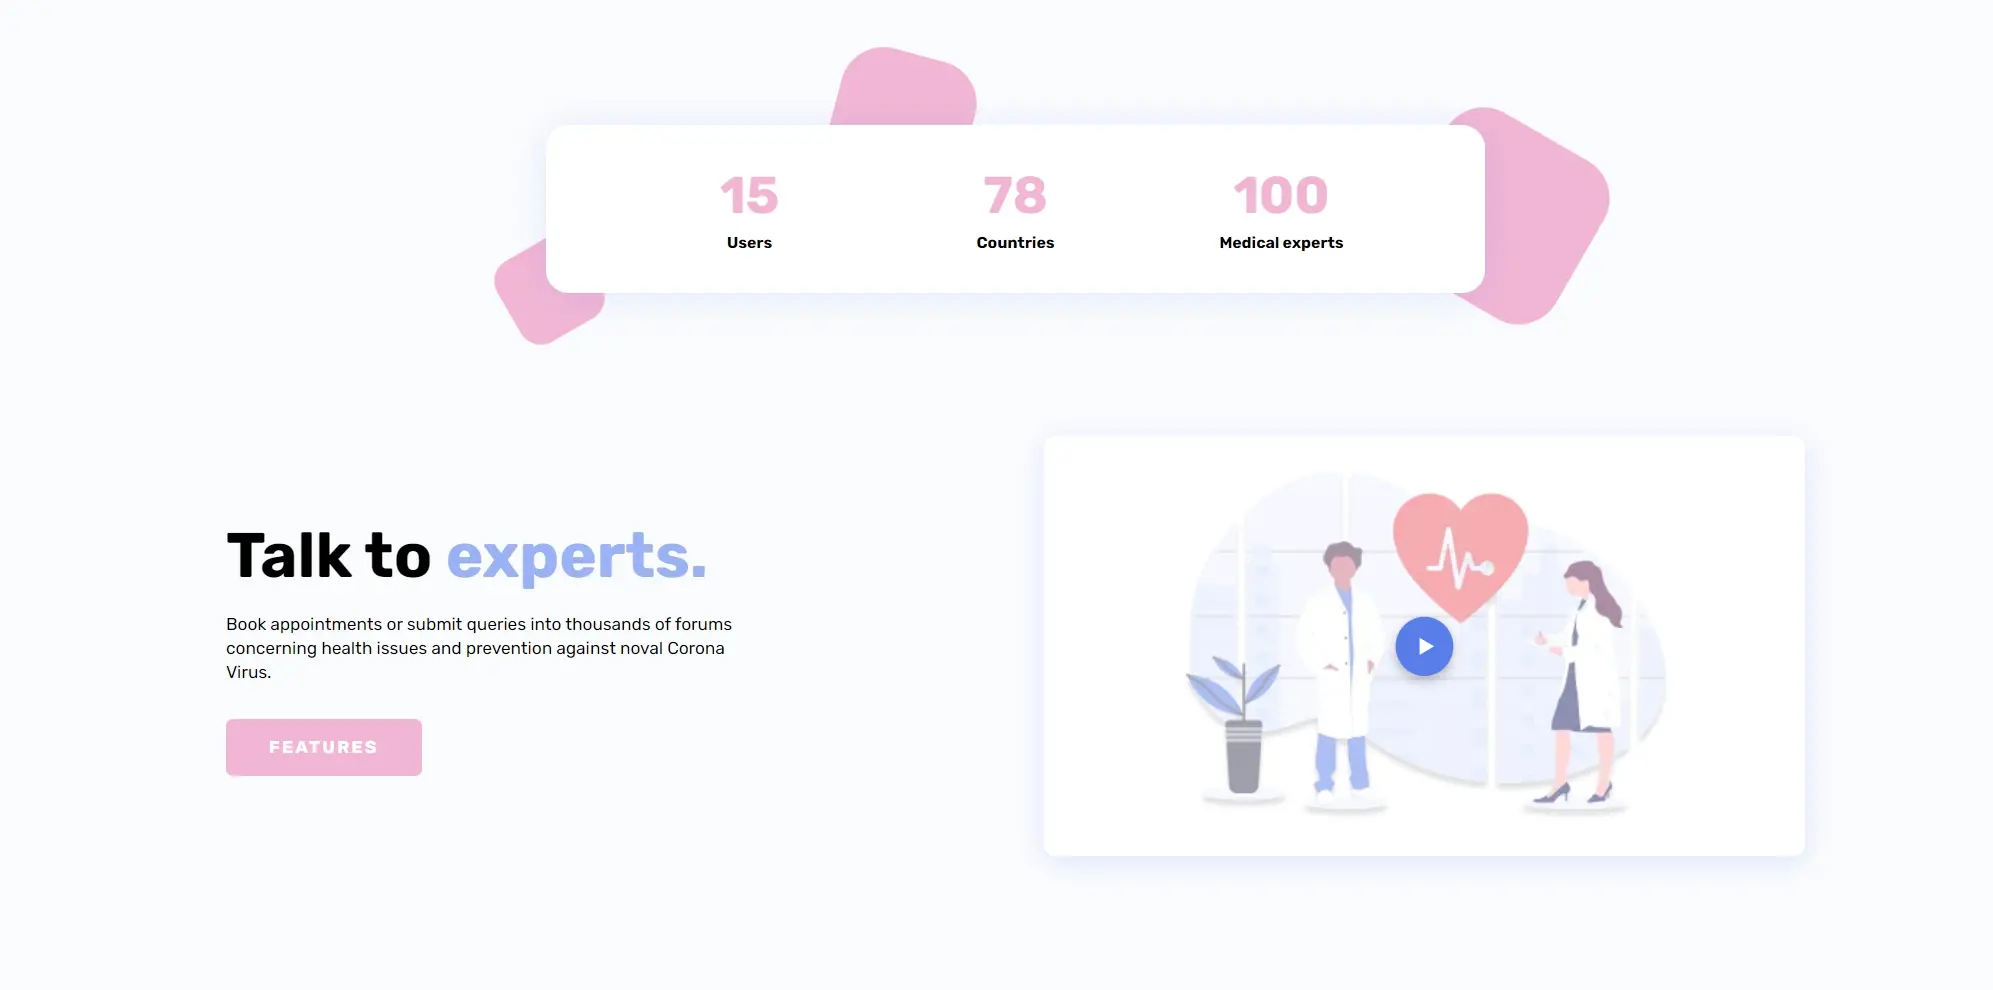 15
Users
78
Countries
100
Medical experts
Talk to experts.
Book appointments or submit queries into thousands of forums
concerning health issues and prevention against noval Corona
Virus.
FEATURES